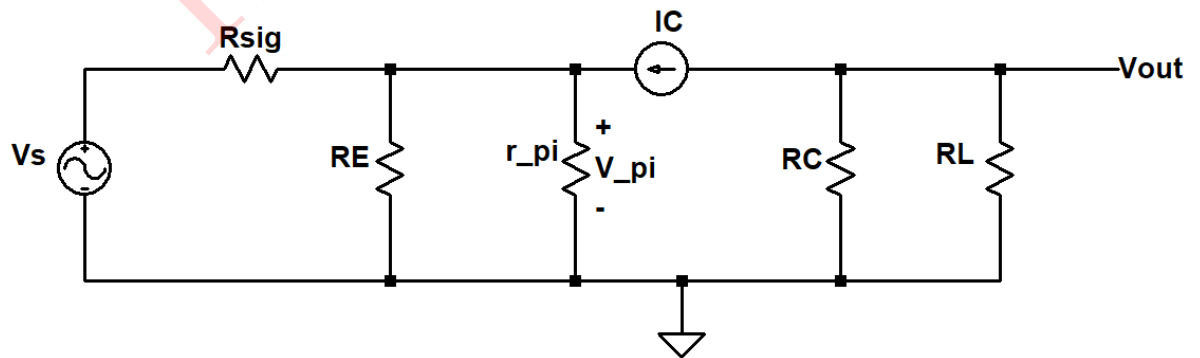 Rsig
IC
Vout
Vs
+
-
RE
r_pi
+
V_pi
-
RC
RL